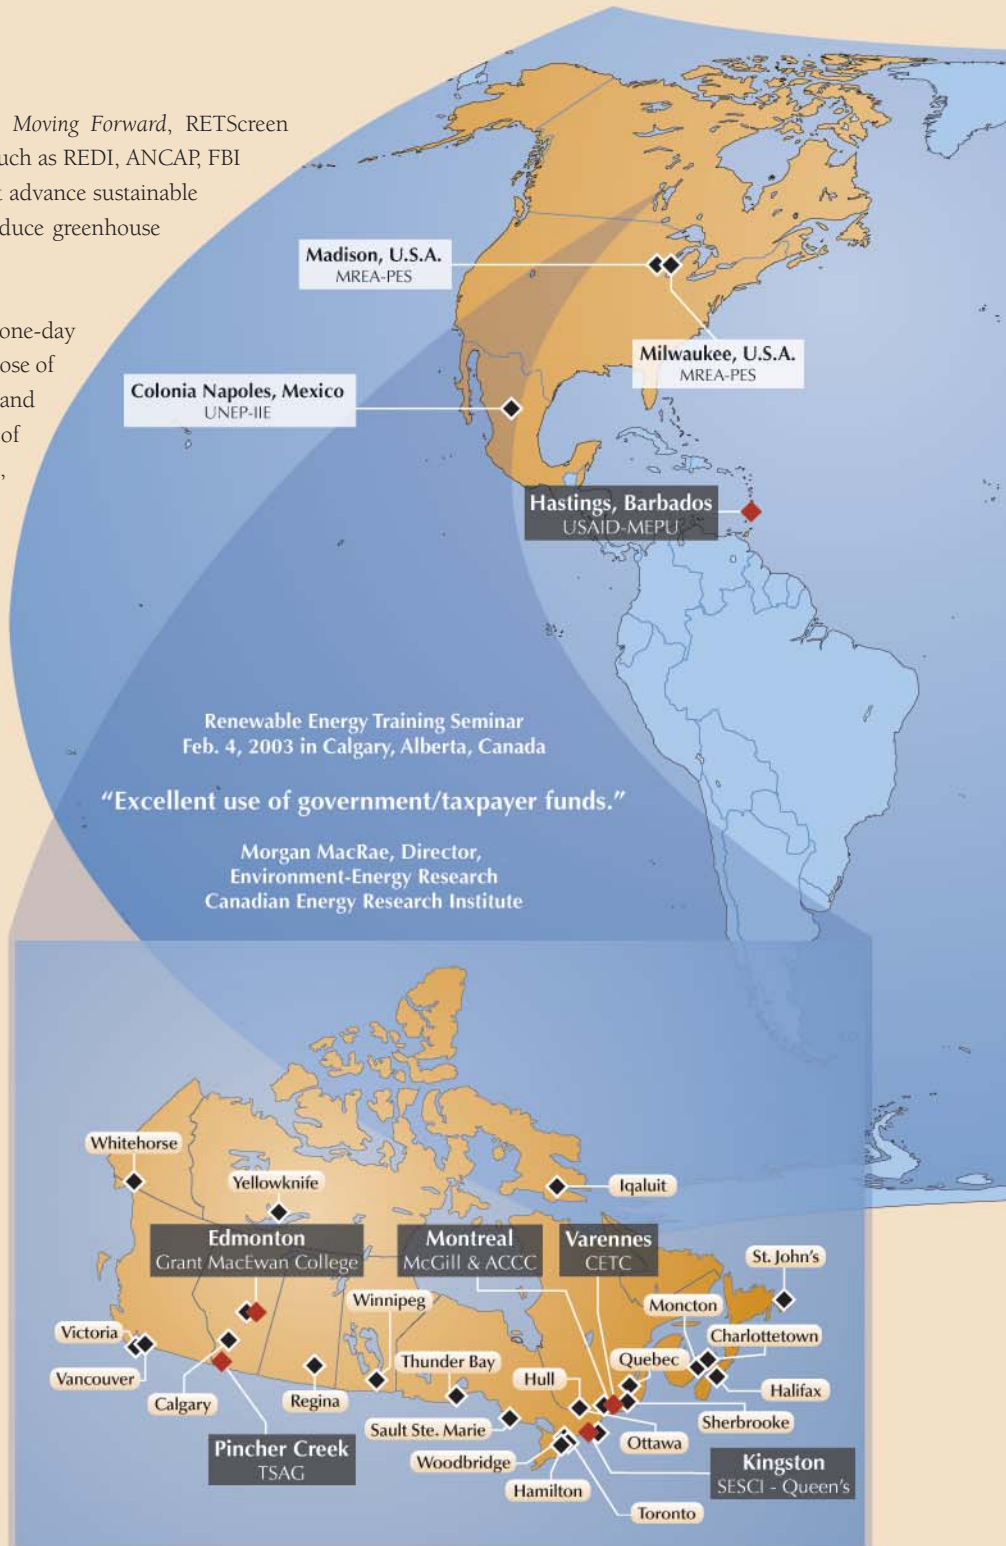 Moving Forward, RETScreen
such as REDI, ANCAP, FBI
advance sustainable
reduce greenhouse
one-day
ose of
and
of
,
Madison, U.S.A.
MREA-PES
Milwaukee, U.S.A.
MREA-PES
Colonia Napoles, Mexico
UNEP-IIE
Hastings, Barbados
USAID-MEPU
Renewable Energy Training Seminar
Feb. 4, 2003 in Calgary, Alberta, Canada
“Excellent use of government/taxpayer funds.”
Morgan MacRae, Director,
Environment-Energy Research
Canadian Energy Research Institute
Whitehorse
Yellowknife
Iqaluit
Edmonton
Grant MacEwan College
Montreal
McGill & ACCC
Varennes
CETC
St. John's
Winnipeg
Moncton
Victoria
Charlottetown
Thunder Bay
Quebec
Vancouver
Hull
Calgary
Regina
Halifax
Sault Ste. Marie
Sherbrooke
Ottawa
Pincher Creek
TSAG
Woodbridge
Kingston
SESCI - Queen's
Hamilton
Toronto